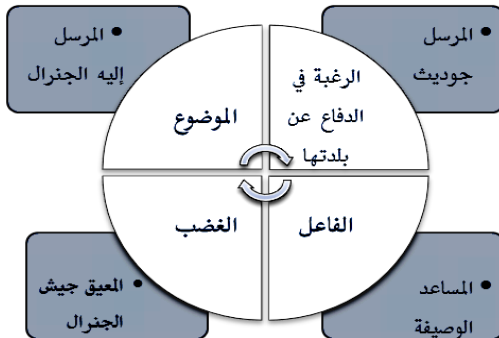 • المرسل
جوديث
• المرسل
إليه الجنرال
الرغبة في
الدفاع عن
بلدتها
الموضوع
الفاعل
الغضب
• المساعد
الوصيفة
• المعيق جيش
الجنرال